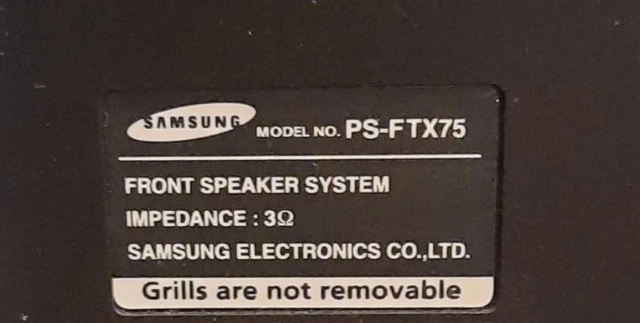 SAMSUNG MODEL NO. PS-FTX75
FRONT SPEAKER SYSTEM
IMPEDANCE : 3Ω
SAMSUNG ELECTRONICS CO.,LTD.
Grills are not removable